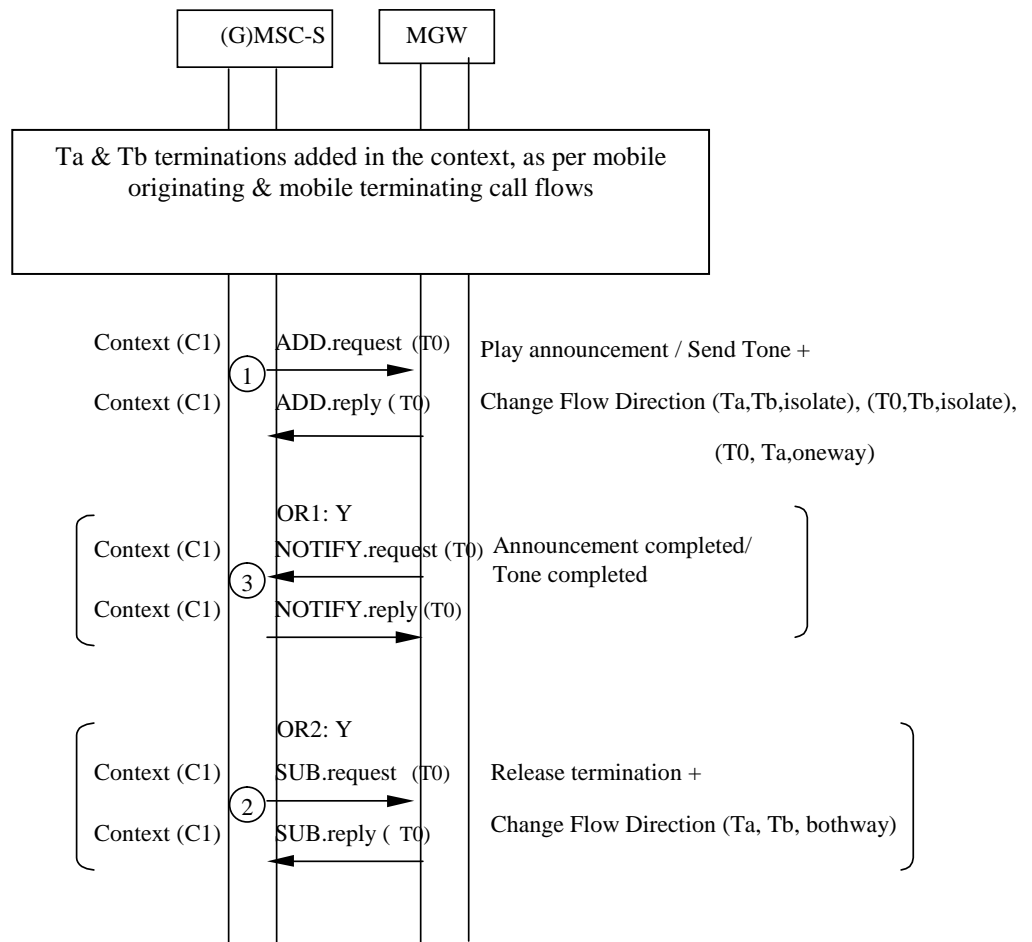 (G)MSC-S
MGW
Ta & Tb terminations added in the context, as per mobile
originating & mobile terminating call flows
Context (C1) ADD.request (T0) Play announcement / Send Tone +
1
Context (C1) ADD.reply ( T0) Change Flow Direction (Ta,Tb,isolate), (T0,Tb,isolate),
(T0, Ta,oneway)
OR1: Y
Context (C1) NOTIFY.request(T0) Announcement completed/
3
Tone completed
Context (C1) NOTIFY.reply (T0)
OR2: Y
Context (C1) SUB.request (T0) Release termination +
2
Context (C1) SUB.reply ( T0) Change Flow Direction (Ta, Tb, bothway)